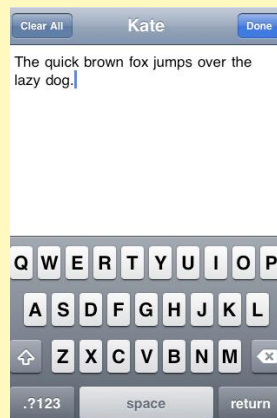 Clear All Kate Done
The quick brown fox jumps over the
lazy dog.
Q W E R T Y U I O P
A S D F G H J K L
Z X C V B N M
.?123 space return